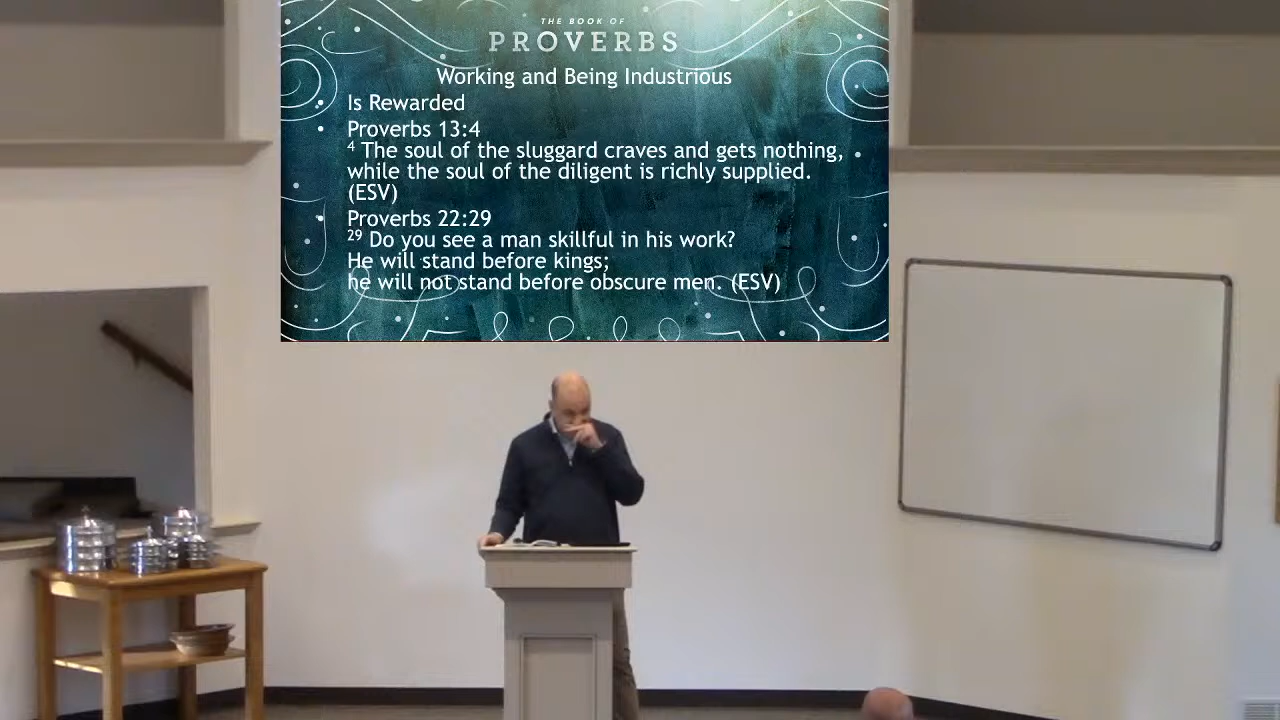 THE BOOK OF
PROVERBS
Working and Being Industrious
• Is Rewarded
• Proverbs 13:4
4 The soul of the sluggard craves and gets nothing,
while the soul of the diligent is richly supplied.
(ESV)
• Proverbs 22:29
29 Do you see a man skillful in his work?
He will stand before kings;
he will not stand before obscure men. (ESV)